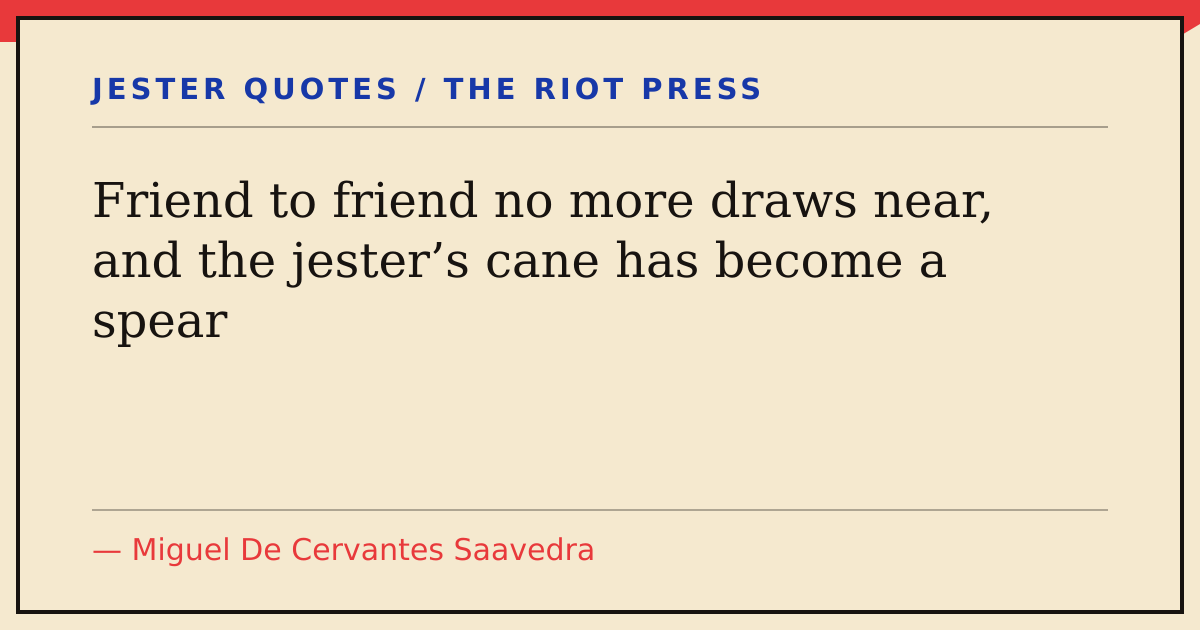 JESTER QUOTES / THE RIOT PRESS
Friend to friend no more draws near,
and the jester’s cane has become a
spear
— Miguel De Cervantes Saavedra